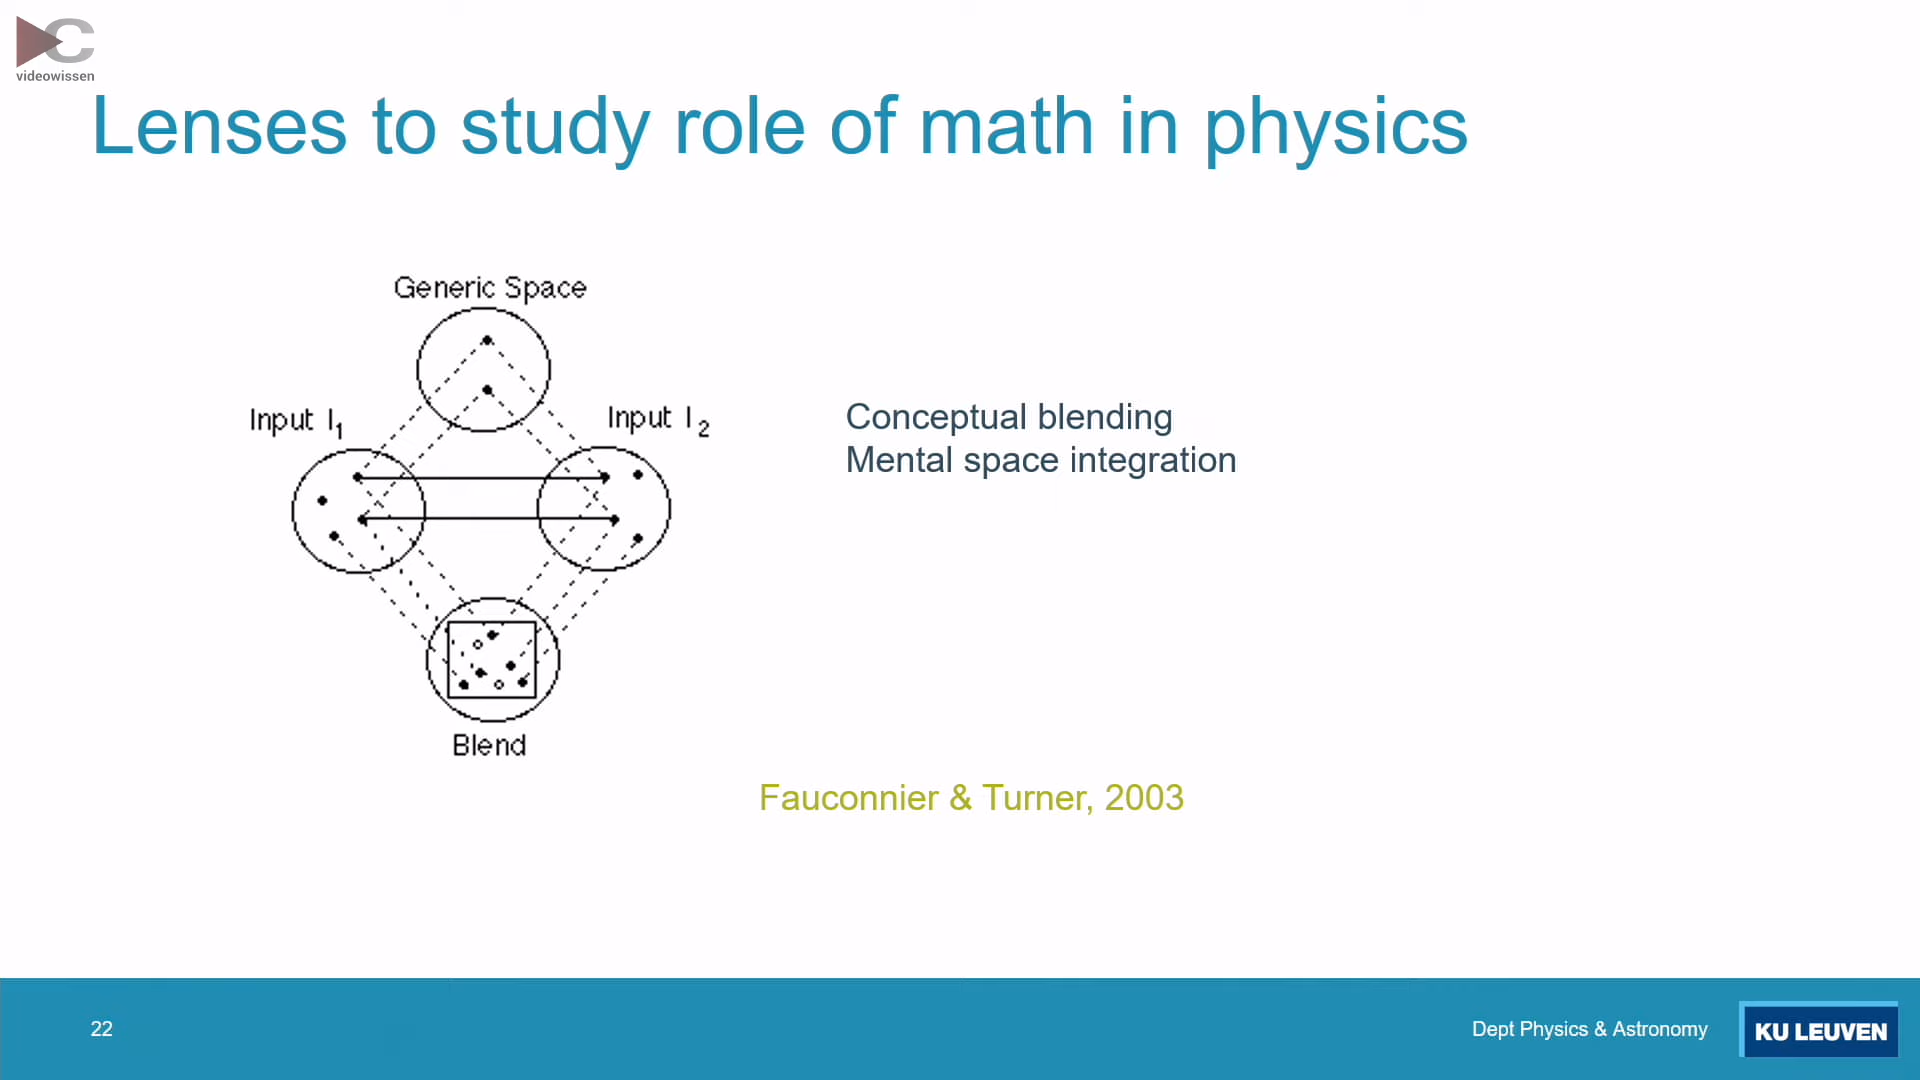 C
videowissen
Lenses to study role of math in physics
Generic Space
Input I1
Input I2
Conceptual blending
Mental space integration
Blend
Fauconnier & Turner, 2003
22
Dept Physics & Astronomy
KU LEUVEN